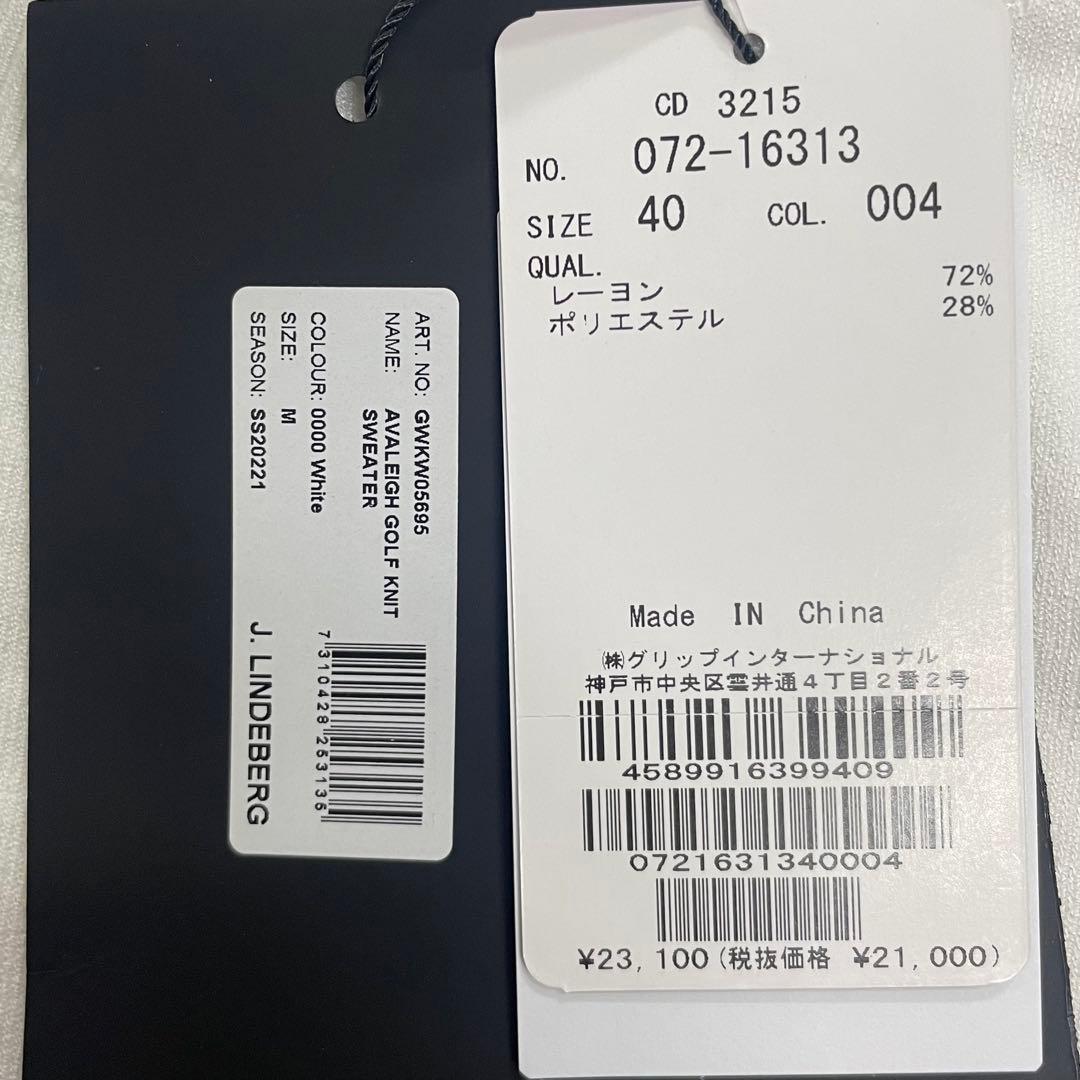 ART. NO: GWKW05695
NAME: AVALEIGH GOLF KNIT
SWEATER
COLOUR: 0000 White
SIZE: M
SEASON: SS20221
7 310428 253135
J. LINDEBERG
CD 3215
NO. 072-16313
SIZE 40 COL. 004
QUAL.
レーヨン 72%
ポリエステル 28%
Made IN China
㈱グリップインターナショナル
神戸市中央区雲井通4丁目2番2号
4589916399409
0721631340004
¥23,100(税抜価格 ¥21,000)